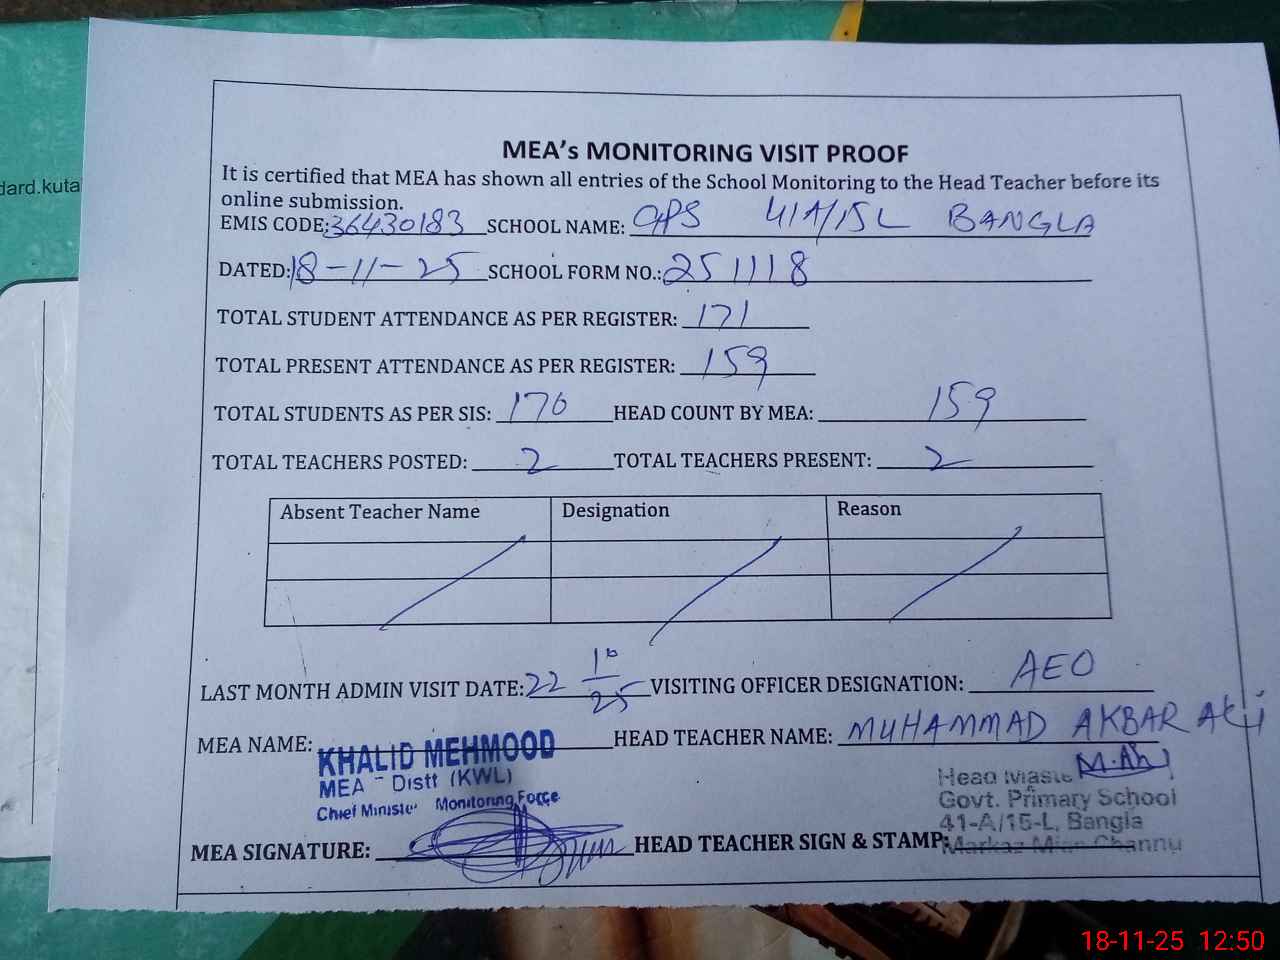 dard.kuta
MEA's MONITORING VISIT PROOF
It is certified that MEA has shown all entries of the School Monitoring to the Head Teacher before its
online submission.
EMIS CODE: 36430183 SCHOOL NAME: GPS 41A/15L BANGLA
DATED: 18-11-25 SCHOOL FORM NO.: 251118
TOTAL STUDENT ATTENDANCE AS PER REGISTER: 171
TOTAL PRESENT ATTENDANCE AS PER REGISTER: 159
TOTAL STUDENTS AS PER SIS: 170 HEAD COUNT BY MEA: 159
TOTAL TEACHERS POSTED: 2 TOTAL TEACHERS PRESENT: 2
Absent Teacher Name Designation Reason
LAST MONTH ADMIN VISIT DATE: 22 10/25 VISITING OFFICER DESIGNATION: AEO
MEA NAME: HEAD TEACHER NAME: MUHAMMAD AKBAR ALi
KHALID MEHMOOD
MEA - Distt (KWL)
Chief Minister Monitoring Force
Head Maste
Govt. Primary School
41-A/15-L, Bangla
Markaz Mian Channu
MEA SIGNATURE: HEAD TEACHER SIGN & STAMP:
18-11-25 12:50